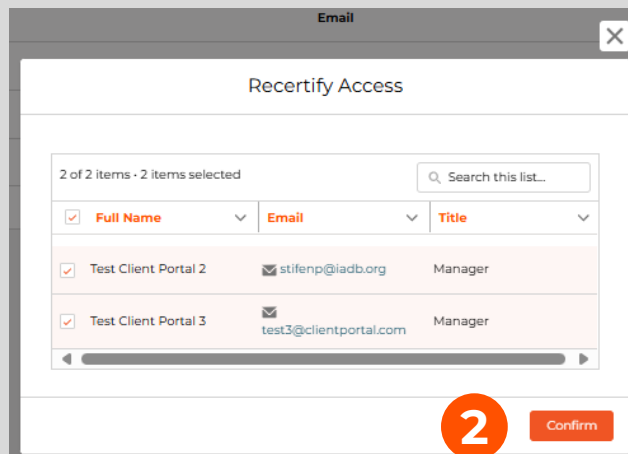 Email
Recertify Access
2 of 2 items • 2 items selected
Search this list...
Full Name Email Title
Test Client Portal 2 stifenp@iadb.org Manager
Test Client Portal 3 test3@clientportal.com Manager
2 Confirm